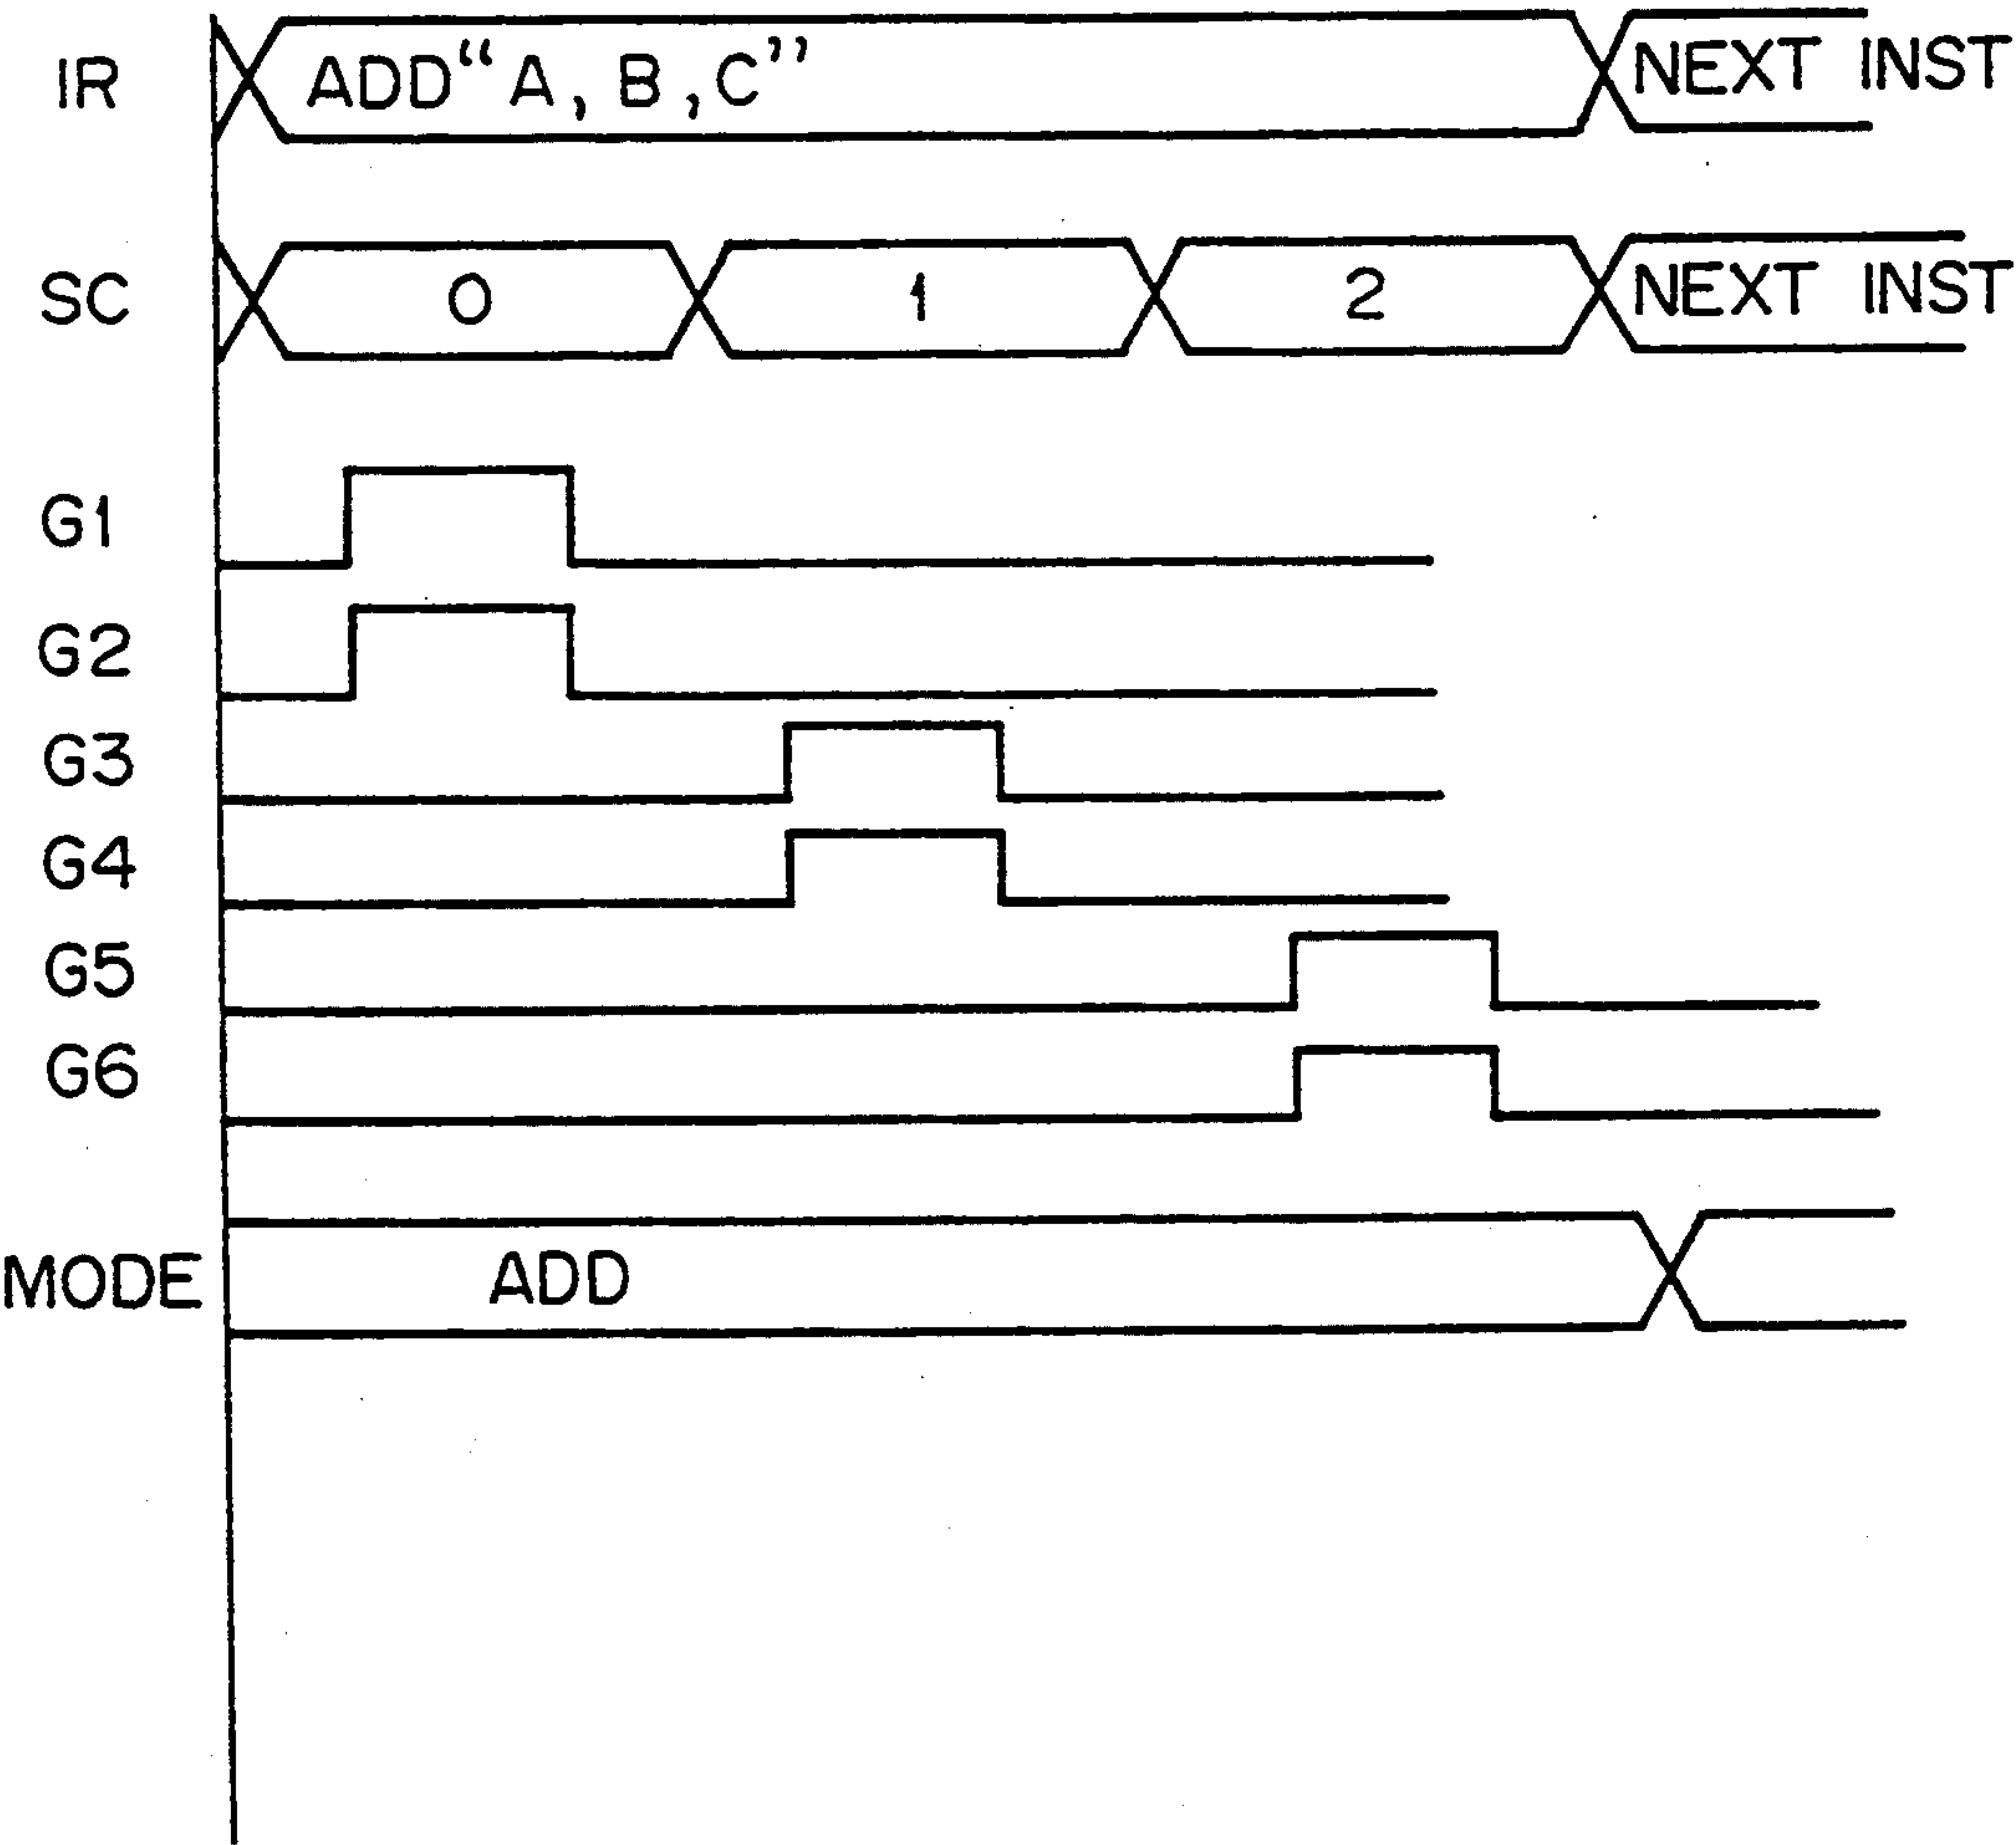 IR ADD“A, B, C” NEXT INST
SC 0 1 2 NEXT INST
G1
G2
G3
G4
G5
G6
MODE ADD